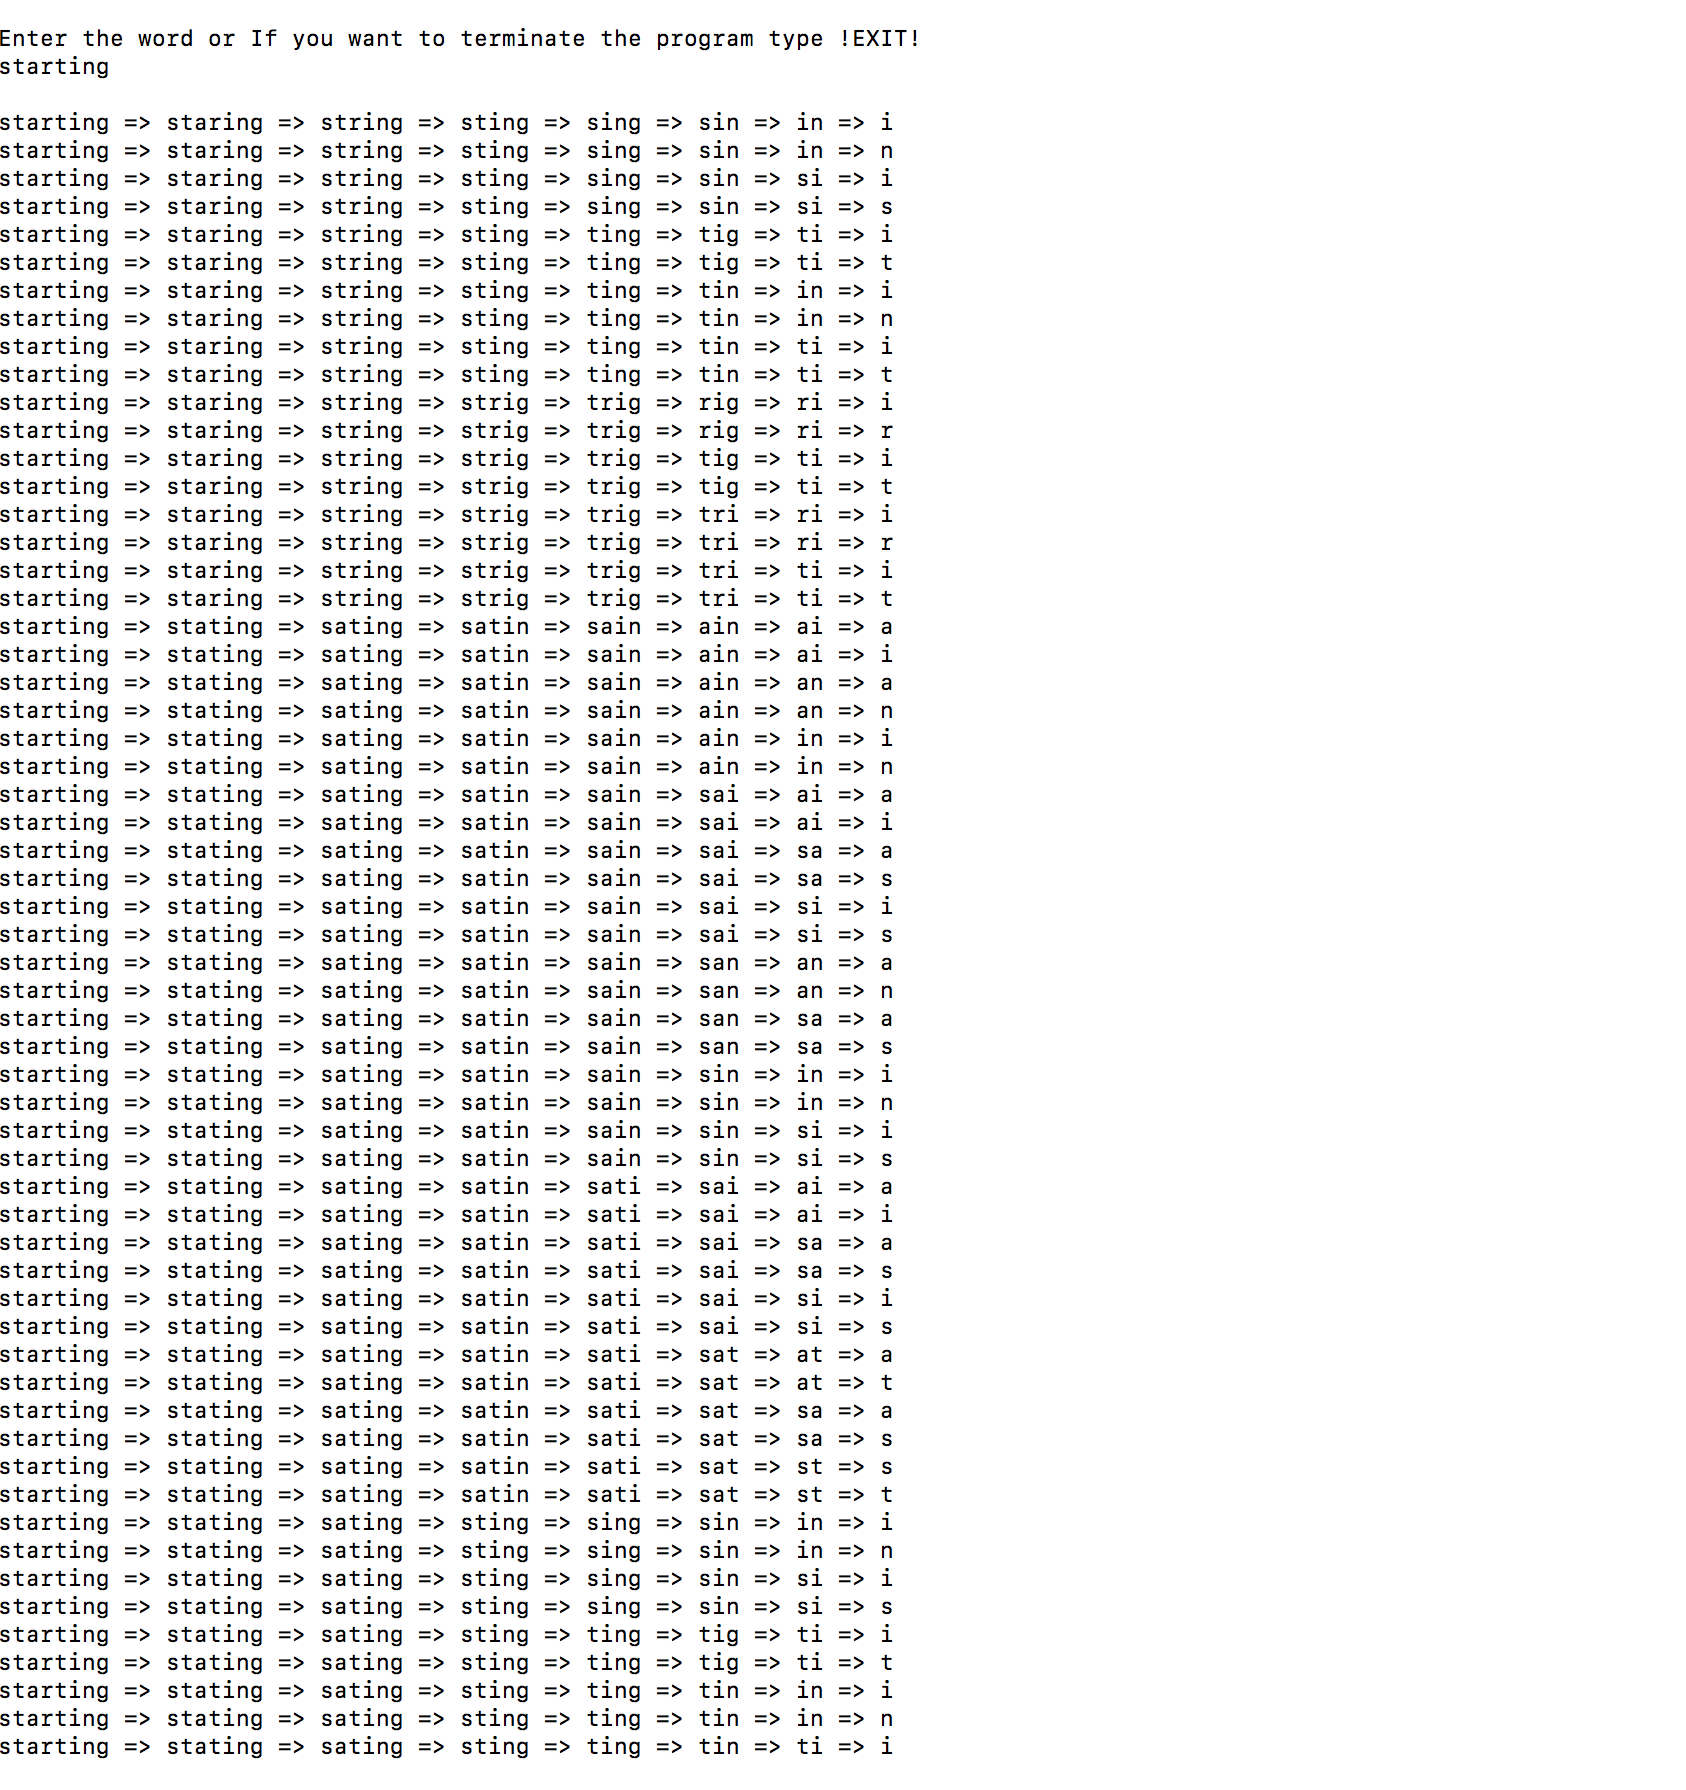 Enter the word or If you want to terminate the program type !EXIT!
starting
starting => staring => string => sting => sing => sin => in => i
starting => staring => string => sting => sing => sin => in => n
starting => staring => string => sting => sing => sin => si => i
starting => staring => string => sting => sing => sin => si => s
starting => staring => string => sting => ting => tig => ti => i
starting => staring => string => sting => ting => tig => ti => t
starting => staring => string => sting => ting => tin => in => i
starting => staring => string => sting => ting => tin => in => n
starting => staring => string => sting => ting => tin => ti => i
starting => staring => string => sting => ting => tin => ti => t
starting => staring => string => strig => trig => rig => ri => i
starting => staring => string => strig => trig => rig => ri => r
starting => staring => string => strig => trig => tig => ti => i
starting => staring => string => strig => trig => tig => ti => t
starting => staring => string => strig => trig => tri => ri => i
starting => staring => string => strig => trig => tri => ri => r
starting => staring => string => strig => trig => tri => ti => i
starting => staring => string => strig => trig => tri => ti => t
starting => stating => sating => satin => sain => ain => ai => a
starting => stating => sating => satin => sain => ain => ai => i
starting => stating => sating => satin => sain => ain => an => a
starting => stating => sating => satin => sain => ain => an => n
starting => stating => sating => satin => sain => ain => in => i
starting => stating => sating => satin => sain => ain => in => n
starting => stating => sating => satin => sain => sai => ai => a
starting => stating => sating => satin => sain => sai => ai => i
starting => stating => sating => satin => sain => sai => sa => a
starting => stating => sating => satin => sain => sai => sa => s
starting => stating => sating => satin => sain => sai => si => i
starting => stating => sating => satin => sain => sai => si => s
starting => stating => sating => satin => sain => san => an => a
starting => stating => sating => satin => sain => san => an => n
starting => stating => sating => satin => sain => san => sa => a
starting => stating => sating => satin => sain => san => sa => s
starting => stating => sating => satin => sain => sin => in => i
starting => stating => sating => satin => sain => sin => in => n
starting => stating => sating => satin => sain => sin => si => i
starting => stating => sating => satin => sain => sin => si => s
starting => stating => sating => satin => sati => sai => ai => a
starting => stating => sating => satin => sati => sai => ai => i
starting => stating => sating => satin => sati => sai => sa => a
starting => stating => sating => satin => sati => sai => sa => s
starting => stating => sating => satin => sati => sai => si => i
starting => stating => sating => satin => sati => sai => si => s
starting => stating => sating => satin => sati => sat => at => a
starting => stating => sating => satin => sati => sat => at => t
starting => stating => sating => satin => sati => sat => sa => a
starting => stating => sating => satin => sati => sat => sa => s
starting => stating => sating => satin => sati => sat => st => s
starting => stating => sating => satin => sati => sat => st => t
starting => stating => sating => sting => sing => sin => in => i
starting => stating => sating => sting => sing => sin => in => n
starting => stating => sating => sting => sing => sin => si => i
starting => stating => sating => sting => sing => sin => si => s
starting => stating => sating => sting => ting => tig => ti => i
starting => stating => sating => sting => ting => tig => ti => t
starting => stating => sating => sting => ting => tin => in => i
starting => stating => sating => sting => ting => tin => in => n
starting => stating => sating => sting => ting => tin => ti => i